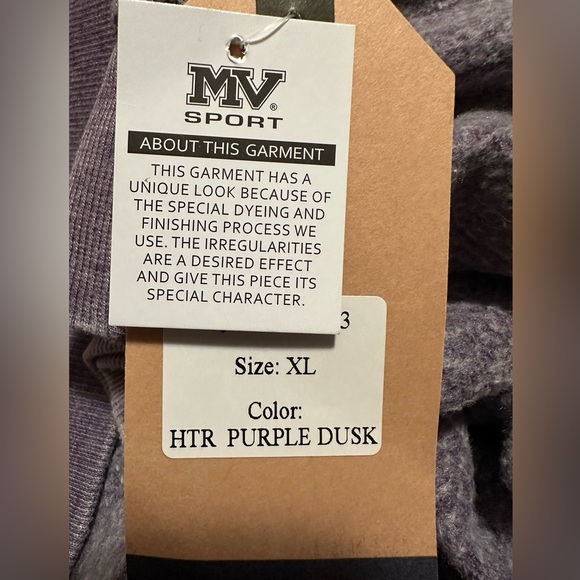 MV®
SPORT
ABOUT THIS GARMENT
THIS GARMENT HAS A
UNIQUE LOOK BECAUSE OF
THE SPECIAL DYEING AND
FINISHING PROCESS WE
USE. THE IRREGULARITIES
ARE A DESIRED EFFECT
AND GIVE THIS PIECE ITS
SPECIAL CHARACTER.
3
Size: XL
Color:
HTR PURPLE DUSK